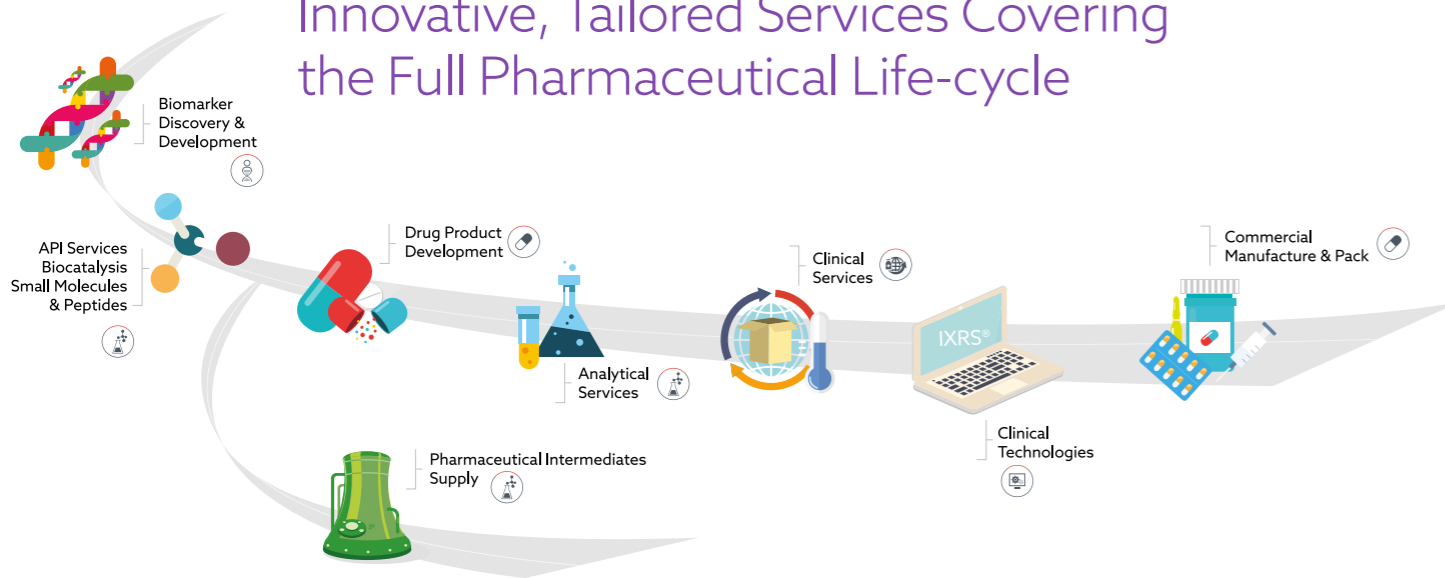 Innovative, Tailored Services Covering
the Full Pharmaceutical Life-cycle
Biomarker
Discovery &
Development
API Services
Biocatalysis
Small Molecules
& Peptides
Drug Product
Development
Analytical
Services
Clinical
Services
IXRS®
Clinical
Technologies
Commercial
Manufacture & Pack
Pharmaceutical Intermediates
Supply